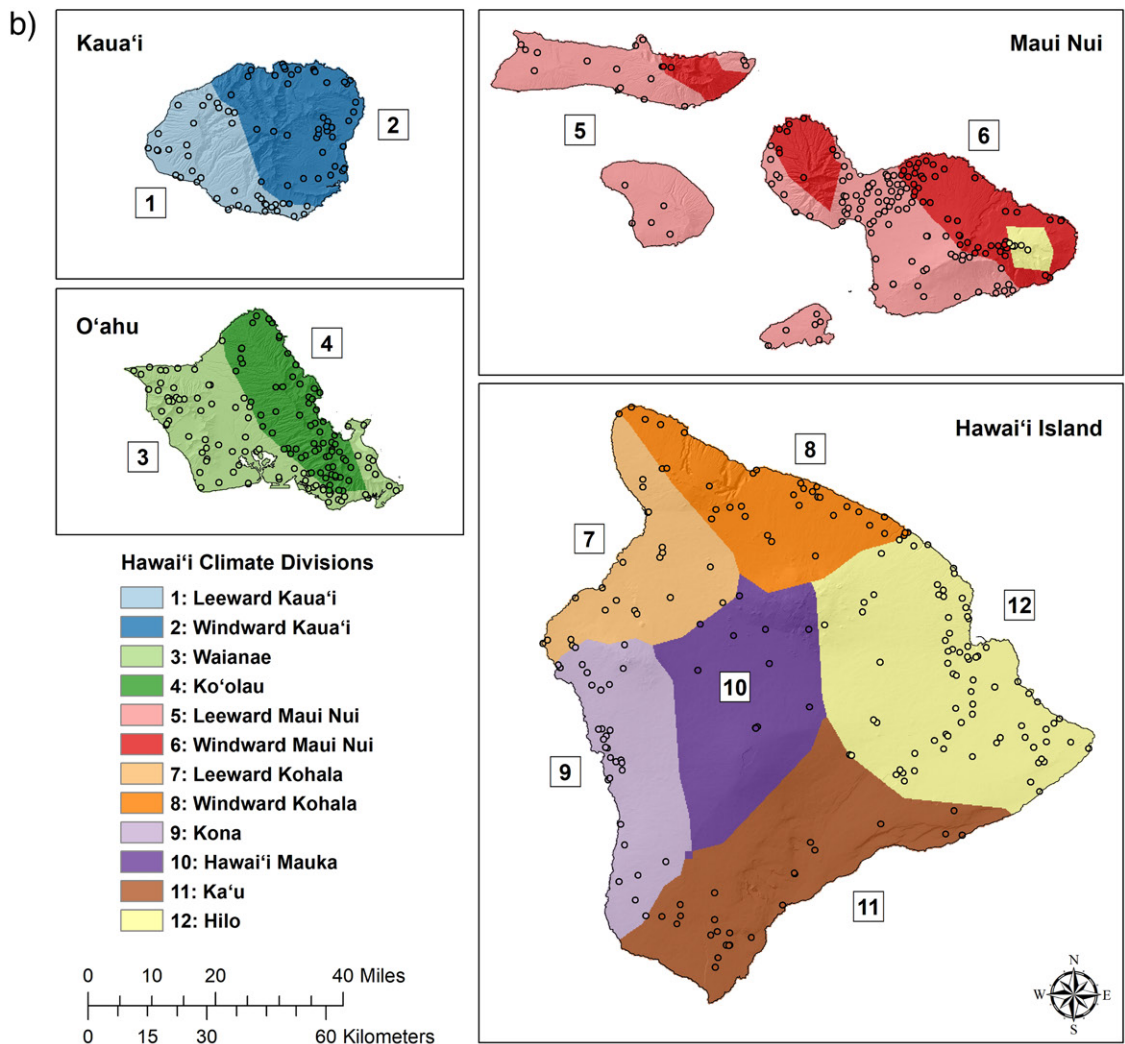 b)
Kaua‘i
2
1
O‘ahu
4
3
Maui Nui
5
6
Hawai‘i Island
8
7
12
10
9
11
Hawai‘i Climate Divisions
1: Leeward Kaua‘i
2: Windward Kaua‘i
3: Waianae
4: Ko‘olau
5: Leeward Maui Nui
6: Windward Maui Nui
7: Leeward Kohala
8: Windward Kohala
9: Kona
10: Hawai‘i Mauka
11: Ka‘u
12: Hilo
0 10 20 40 Miles
0 15 30 60 Kilometers
N
W E
S